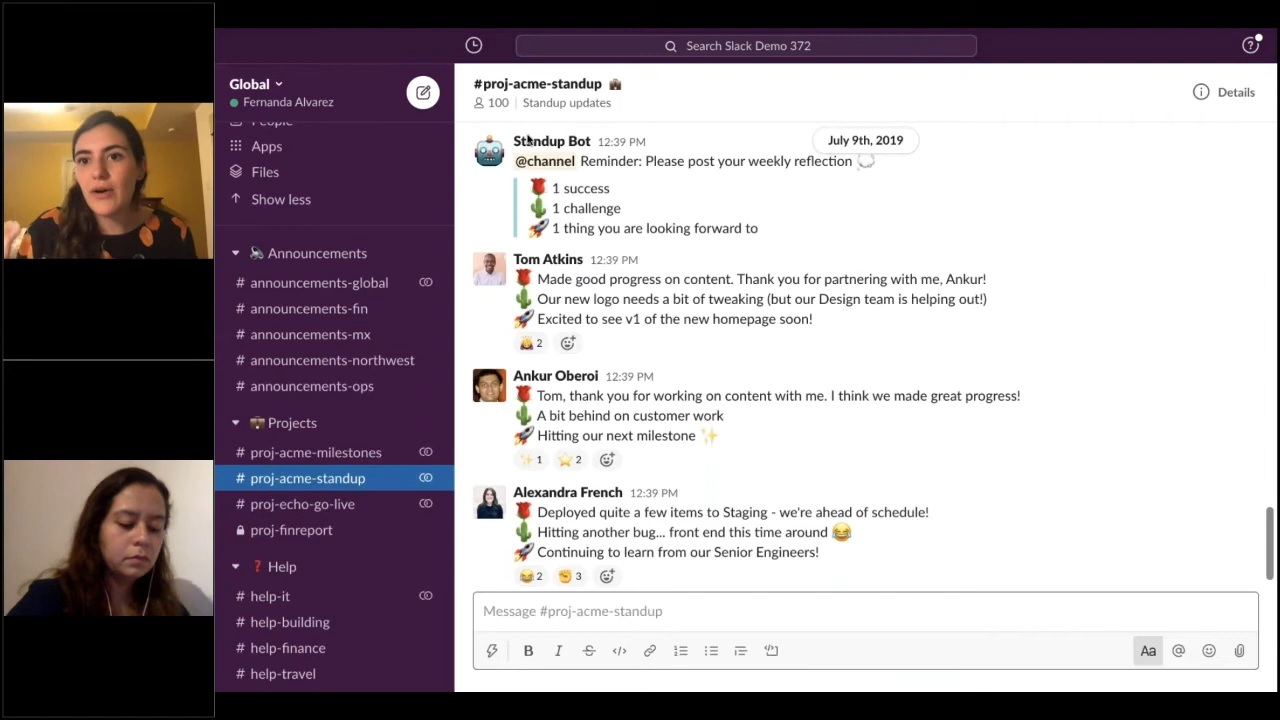 Search Slack Demo 372
Global
Fernanda Alvarez
People
Apps
Files
Show less
Announcements
# announcements-global
# announcements-fin
# announcements-mx
# announcements-northwest
# announcements-ops
Projects
# proj-acme-milestones
# proj-acme-standup
# proj-echo-go-live
proj-finreport
Help
# help-it
# help-building
# help-finance
# help-travel
#proj-acme-standup
100 | Standup updates
Details
July 9th, 2019
Standup Bot 12:39 PM
@channel Reminder: Please post your weekly reflection
1 success
1 challenge
1 thing you are looking forward to
Tom Atkins 12:39 PM
Made good progress on content. Thank you for partnering with me, Ankur!
Our new logo needs a bit of tweaking (but our Design team is helping out!)
Excited to see v1 of the new homepage soon!
2
Ankur Oberoi 12:39 PM
Tom, thank you for working on content with me. I think we made great progress!
A bit behind on customer work
Hitting our next milestone ✨
1 2
Alexandra French 12:39 PM
Deployed quite a few items to Staging - we're ahead of schedule!
Hitting another bug... front end this time around 😂
Continuing to learn from our Senior Engineers!
2 3
Message #proj-acme-standup
B I S </> Aa @